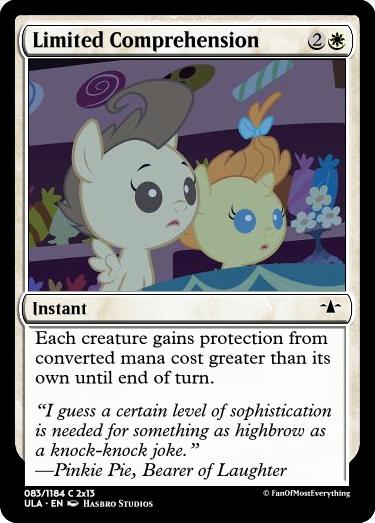 Limited Comprehension 2
Instant
Each creature gains protection from
converted mana cost greater than its
own until end of turn.
“I guess a certain level of sophistication
is needed for something as highbrow as
a knock-knock joke.”
—Pinkie Pie, Bearer of Laughter
083/1184 C 2x13
ULA • EN Hasbro Studios
© FanOfMostEverything